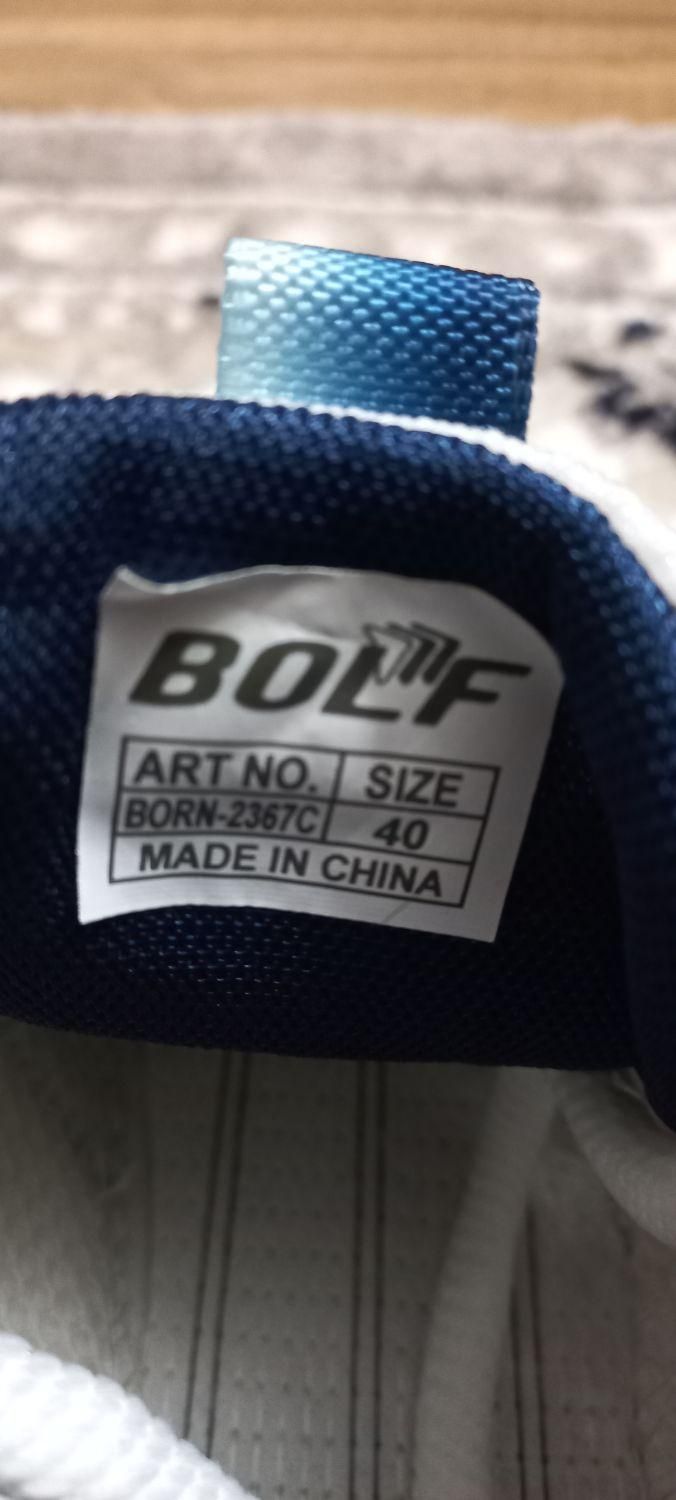 BOLF
ART NO. SIZE
BORN-2367C 40
MADE IN CHINA